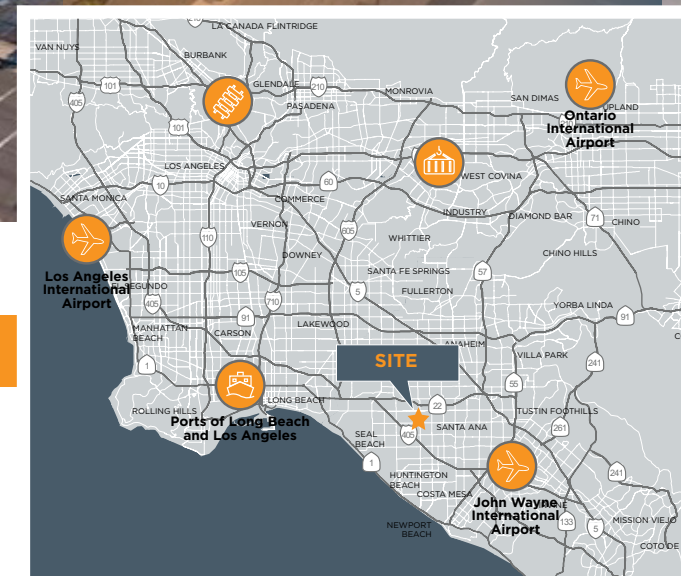 LA CANADA FLINTRIDGE
VAN NUYS
BURBANK
101
GLENDALE
210
MONROVIA
SAN DIMAS
405
PASADENA
UPLAND
Ontario
International
Airport
210
101
LOS ANGELES
10
60
WEST COVINA
SANTA MONICA
COMMERCE
INDUSTRY
DIAMOND BAR
71
CHINO
VERNON
605
110
WHITTIER
CHINO HILLS
DOWNEY
Los Angeles
International
Airport
EL SEGUNDO
105
SANTA FE SPRINGS
57
5
FULLERTON
405
710
YORBA LINDA
91
91
MANHATTAN
BEACH
CARSON
LAKEWOOD
ANAHEIM
SITE
VILLA PARK
1
241
55
LONG BEACH
22
ROLLING HILLS
Ports of Long Beach
and Los Angeles
TUSTIN FOOTHILLS
SEAL
BEACH
405
SANTA ANA
261
1
HUNTINGTON
BEACH
241
COSTA MESA
John Wayne
International
Airport
NEWPORT
BEACH
133
5
MISSION VIEJO
COTO DE